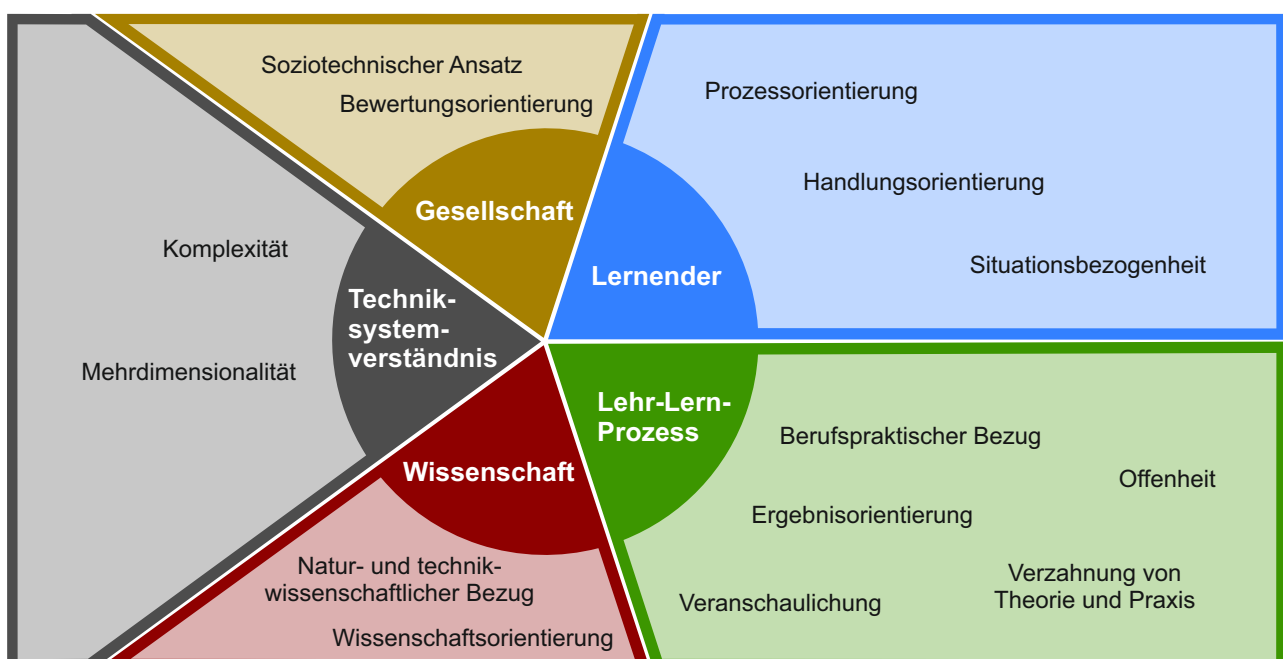 Soziotechnischer Ansatz
Bewertungsorientierung
Gesellschaft
Prozessorientierung
Handlungsorientierung
Situationsbezogenheit
Lernender
Komplexität
Mehrdimensionalität
Technik-
system-
verständnis
Lehr-Lern-
Prozess
Berufspraktischer Bezug
Offenheit
Ergebnisorientierung
Veranschaulichung
Verzahnung von
Theorie und Praxis
Wissenschaft
Natur- und technik-
wissenschaftlicher Bezug
Wissenschaftsorientierung